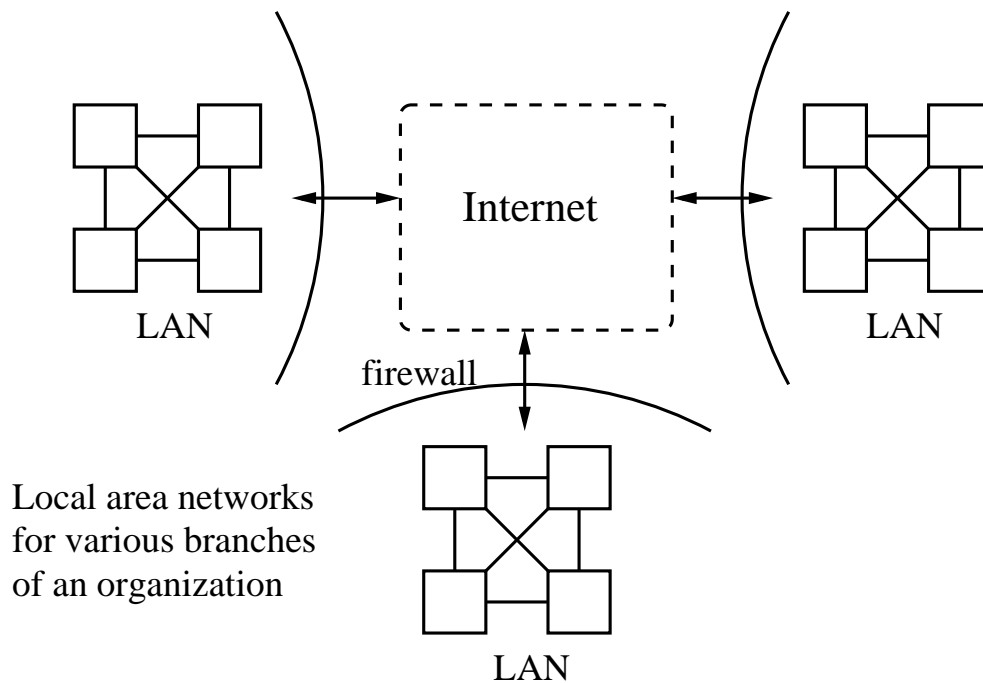 Internet
LAN
LAN
firewall
Local area networks
for various branches
of an organization
LAN